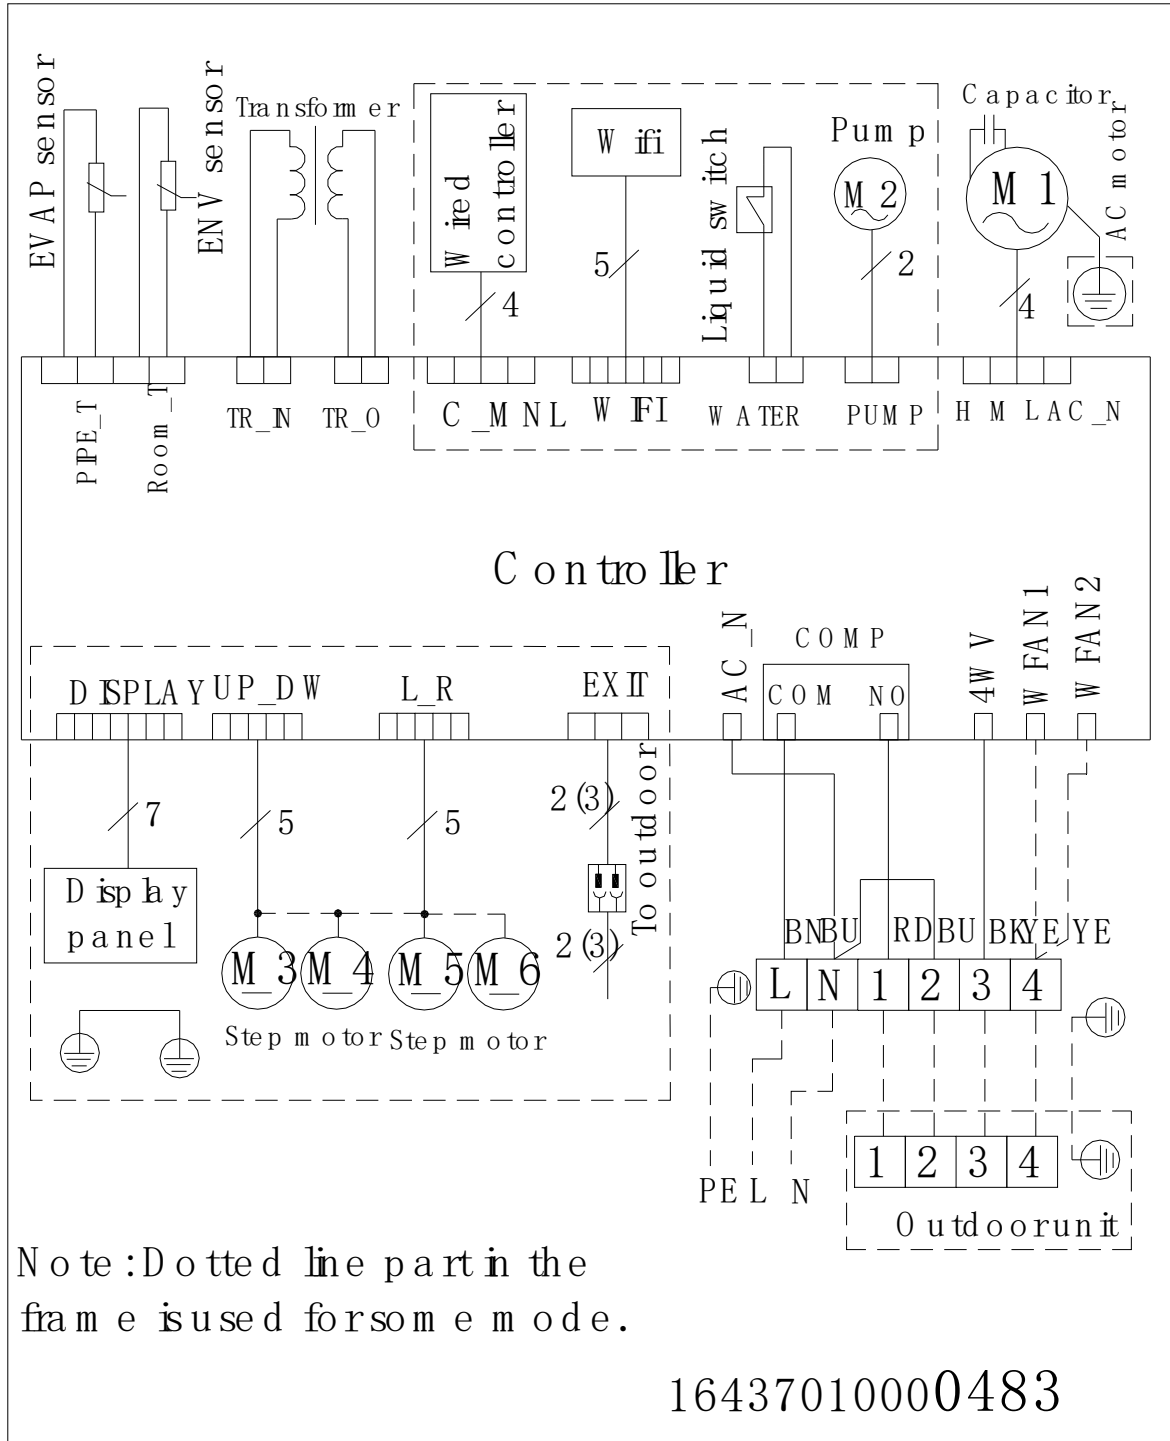 EVAP sensor
ENV sensor
Transformer
Wired
controller
4
Wifi
5
Liquid switch
Pump
M2
2
Capacitor
M1
AC motor
4
PIPE_T
Room_T
TR_IN
TR_O
C_MNL
WIFI
WATER
PUMP
H M L AC_N
Controller
DISPLAY
UP_DW
L_R
EXIT
AC_N
COMP
COM
NO
4WV
W FAN1
W FAN2
7
5
5
2(3)
To outdoor
Display
panel
2(3)
BN
BU
RD
BU
BK
YE
YE
M_3
M_4
M_5
M_6
L
N
1
2
3
4
Step motor
Step motor
PE
L
N
1
2
3
4
Outdoor unit
Note:Dotted line part in the
frame is used for some mode.
16437010000483